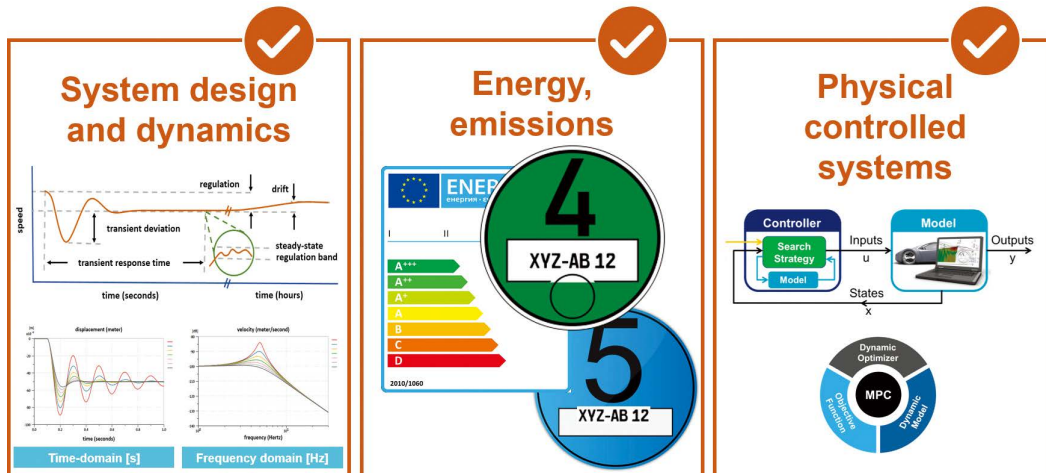 System design
and dynamics
regulation
drift
speed
transient deviation
steady-state
regulation band
transient response time
time (seconds)
time (hours)
displacement (meter)
time (seconds)
Time-domain [s]
velocity (meter/second)
frequency (Hertz)
Frequency domain [Hz]
Energy,
emissions
ENER
енергия
I
II
A+++
A++
A+
A
B
C
D
2010/1060
4
XYZ-AB 12
5
XYZ-AB 12
Physical
controlled
systems
Controller
Search
Strategy
Model
Inputs
u
Model
Outputs
y
States
x
Dynamic
Optimizer
MPC
Objective
Function
Dynamic
Model